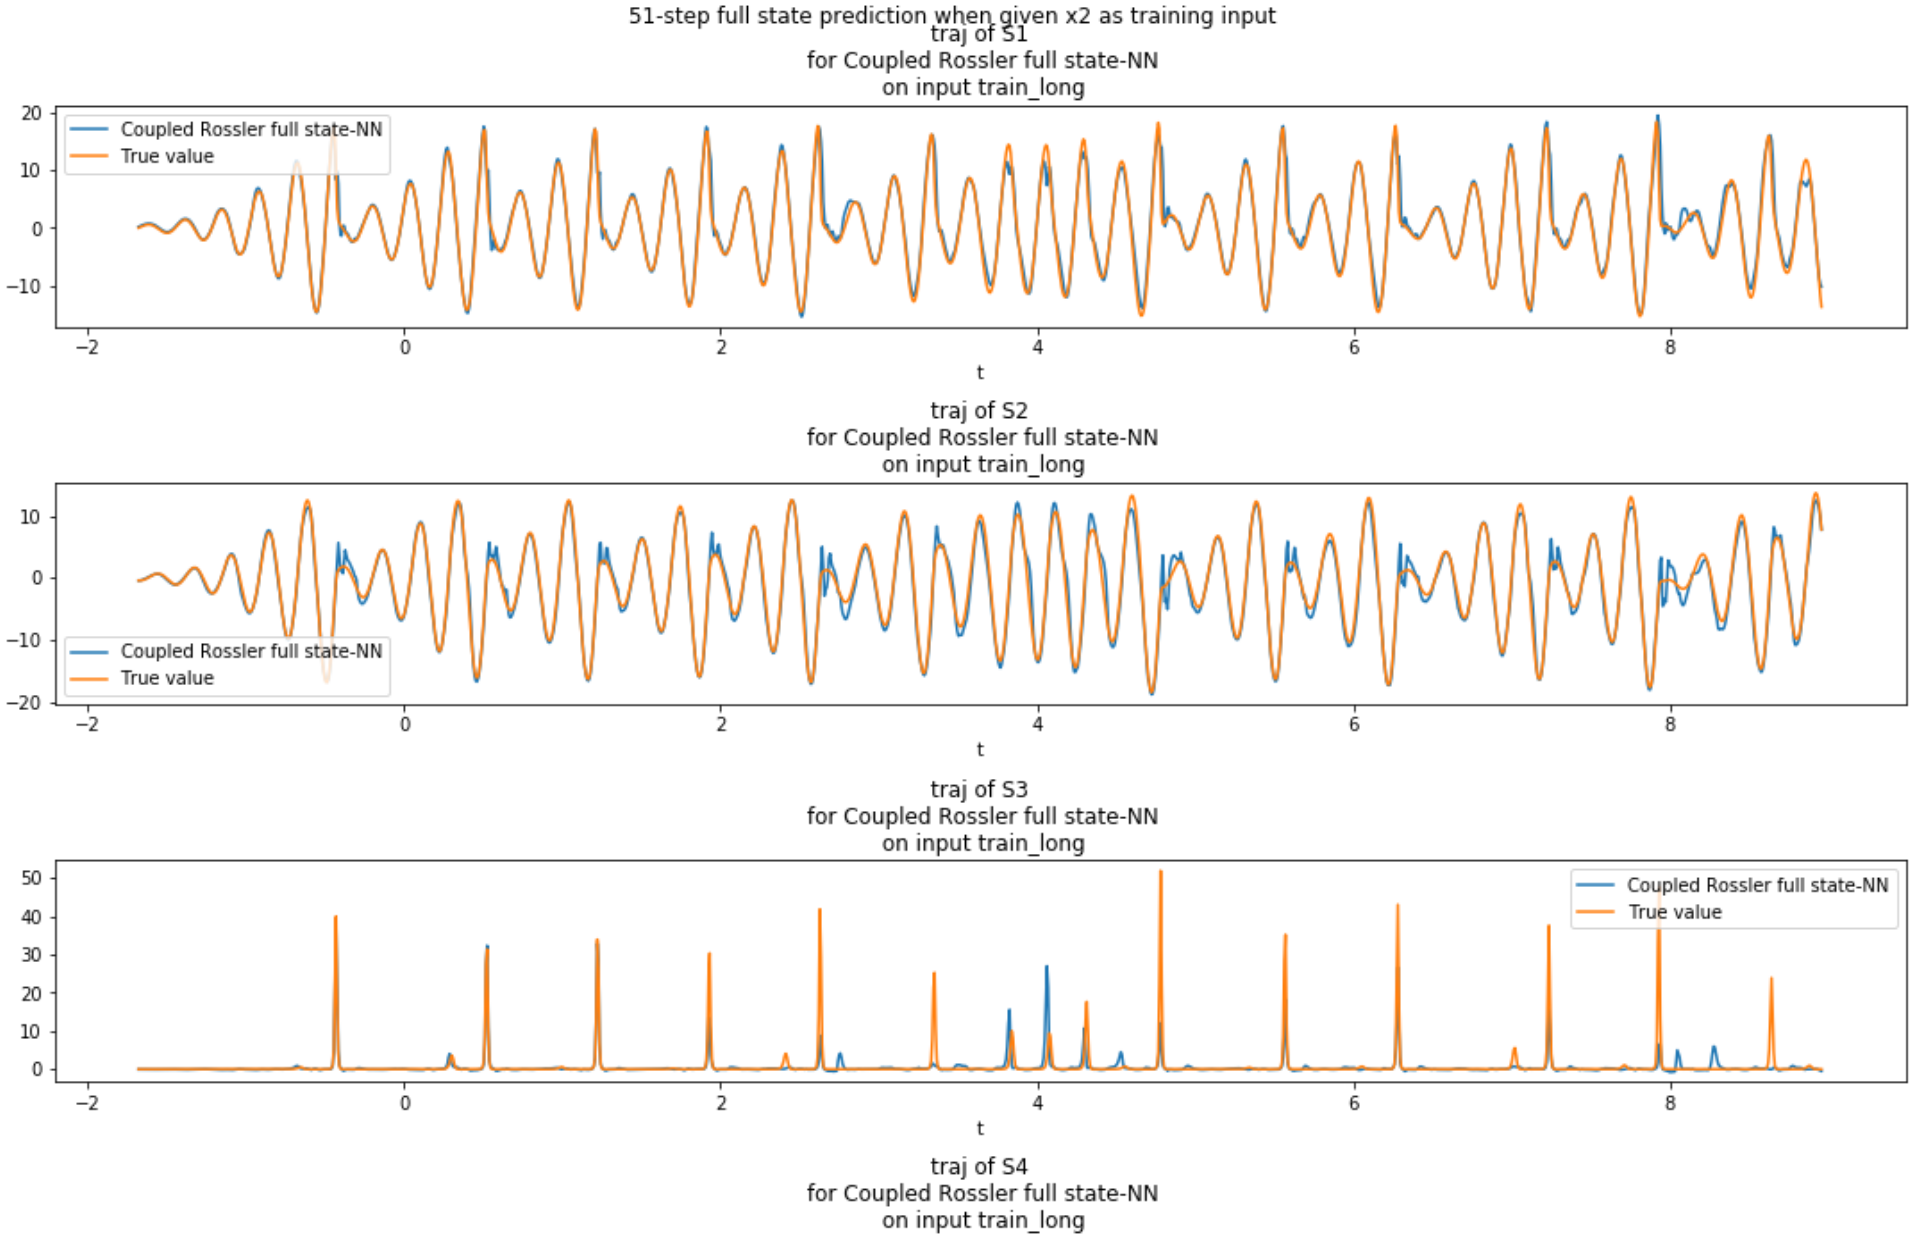 51-step full state prediction when given x2 as training input
traj of S1
for Coupled Rossler full state-NN
on input train_long
20
10
0
−10
Coupled Rossler full state-NN
True value
−2
0
2
4
6
8
t
traj of S2
for Coupled Rossler full state-NN
on input train_long
10
0
−10
−20
Coupled Rossler full state-NN
True value
−2
0
2
4
6
8
t
traj of S3
for Coupled Rossler full state-NN
on input train_long
50
40
30
20
10
0
Coupled Rossler full state-NN
True value
−2
0
2
4
6
8
t
traj of S4
for Coupled Rossler full state-NN
on input train_long